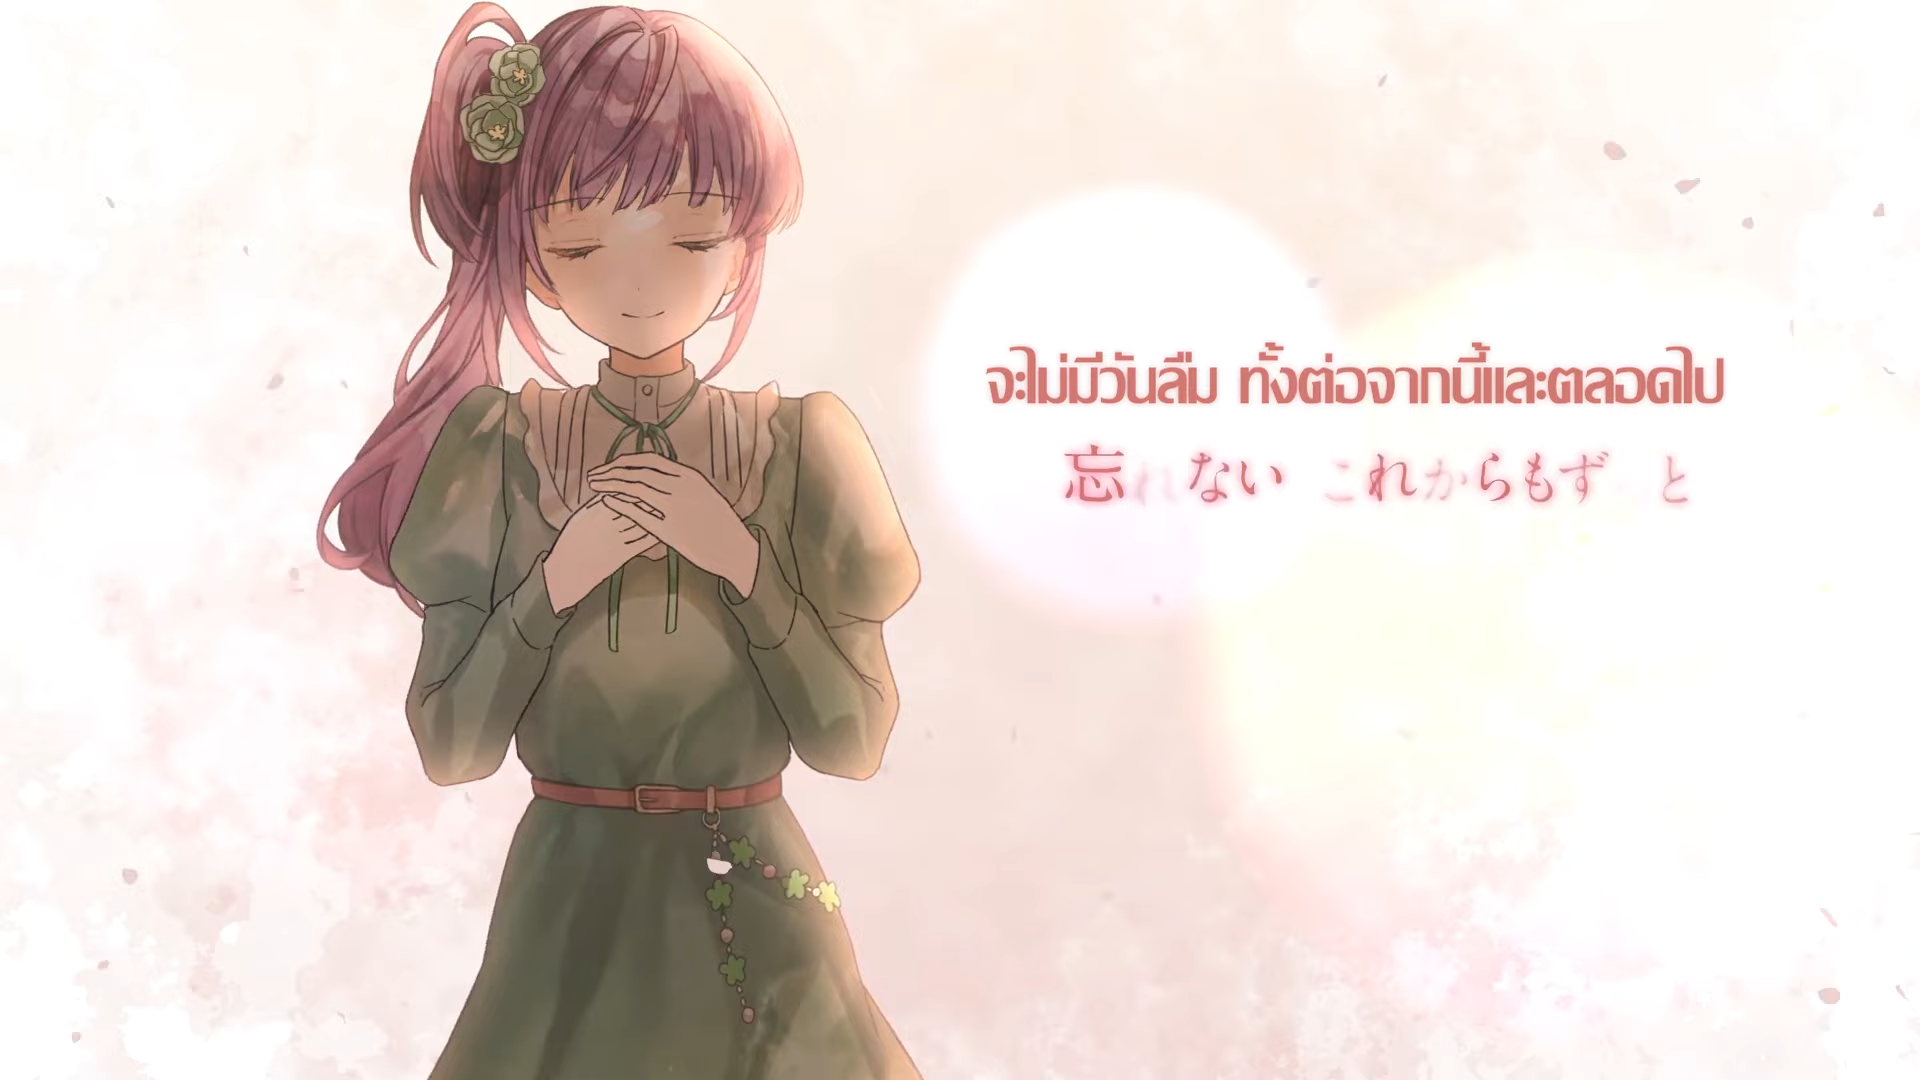 จะไม่มีวันลืม ทั้งต่อจากนี้และตลอดไป
忘れない これからもずっと